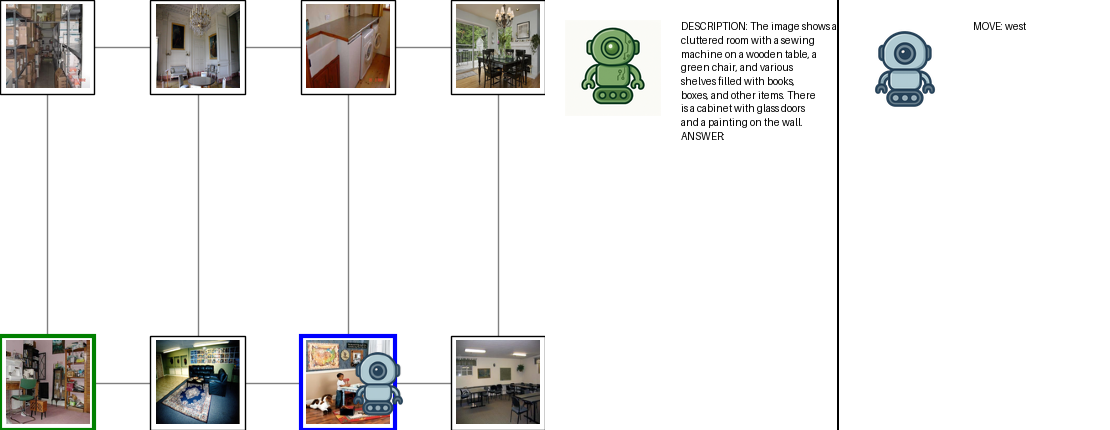 DESCRIPTION: The image shows a
cluttered room with a sewing
machine on a wooden table, a
green chair, and various
shelves filled with books,
boxes, and other items. There
is a cabinet with glass doors
and a painting on the wall.
ANSWER:
MOVE: west